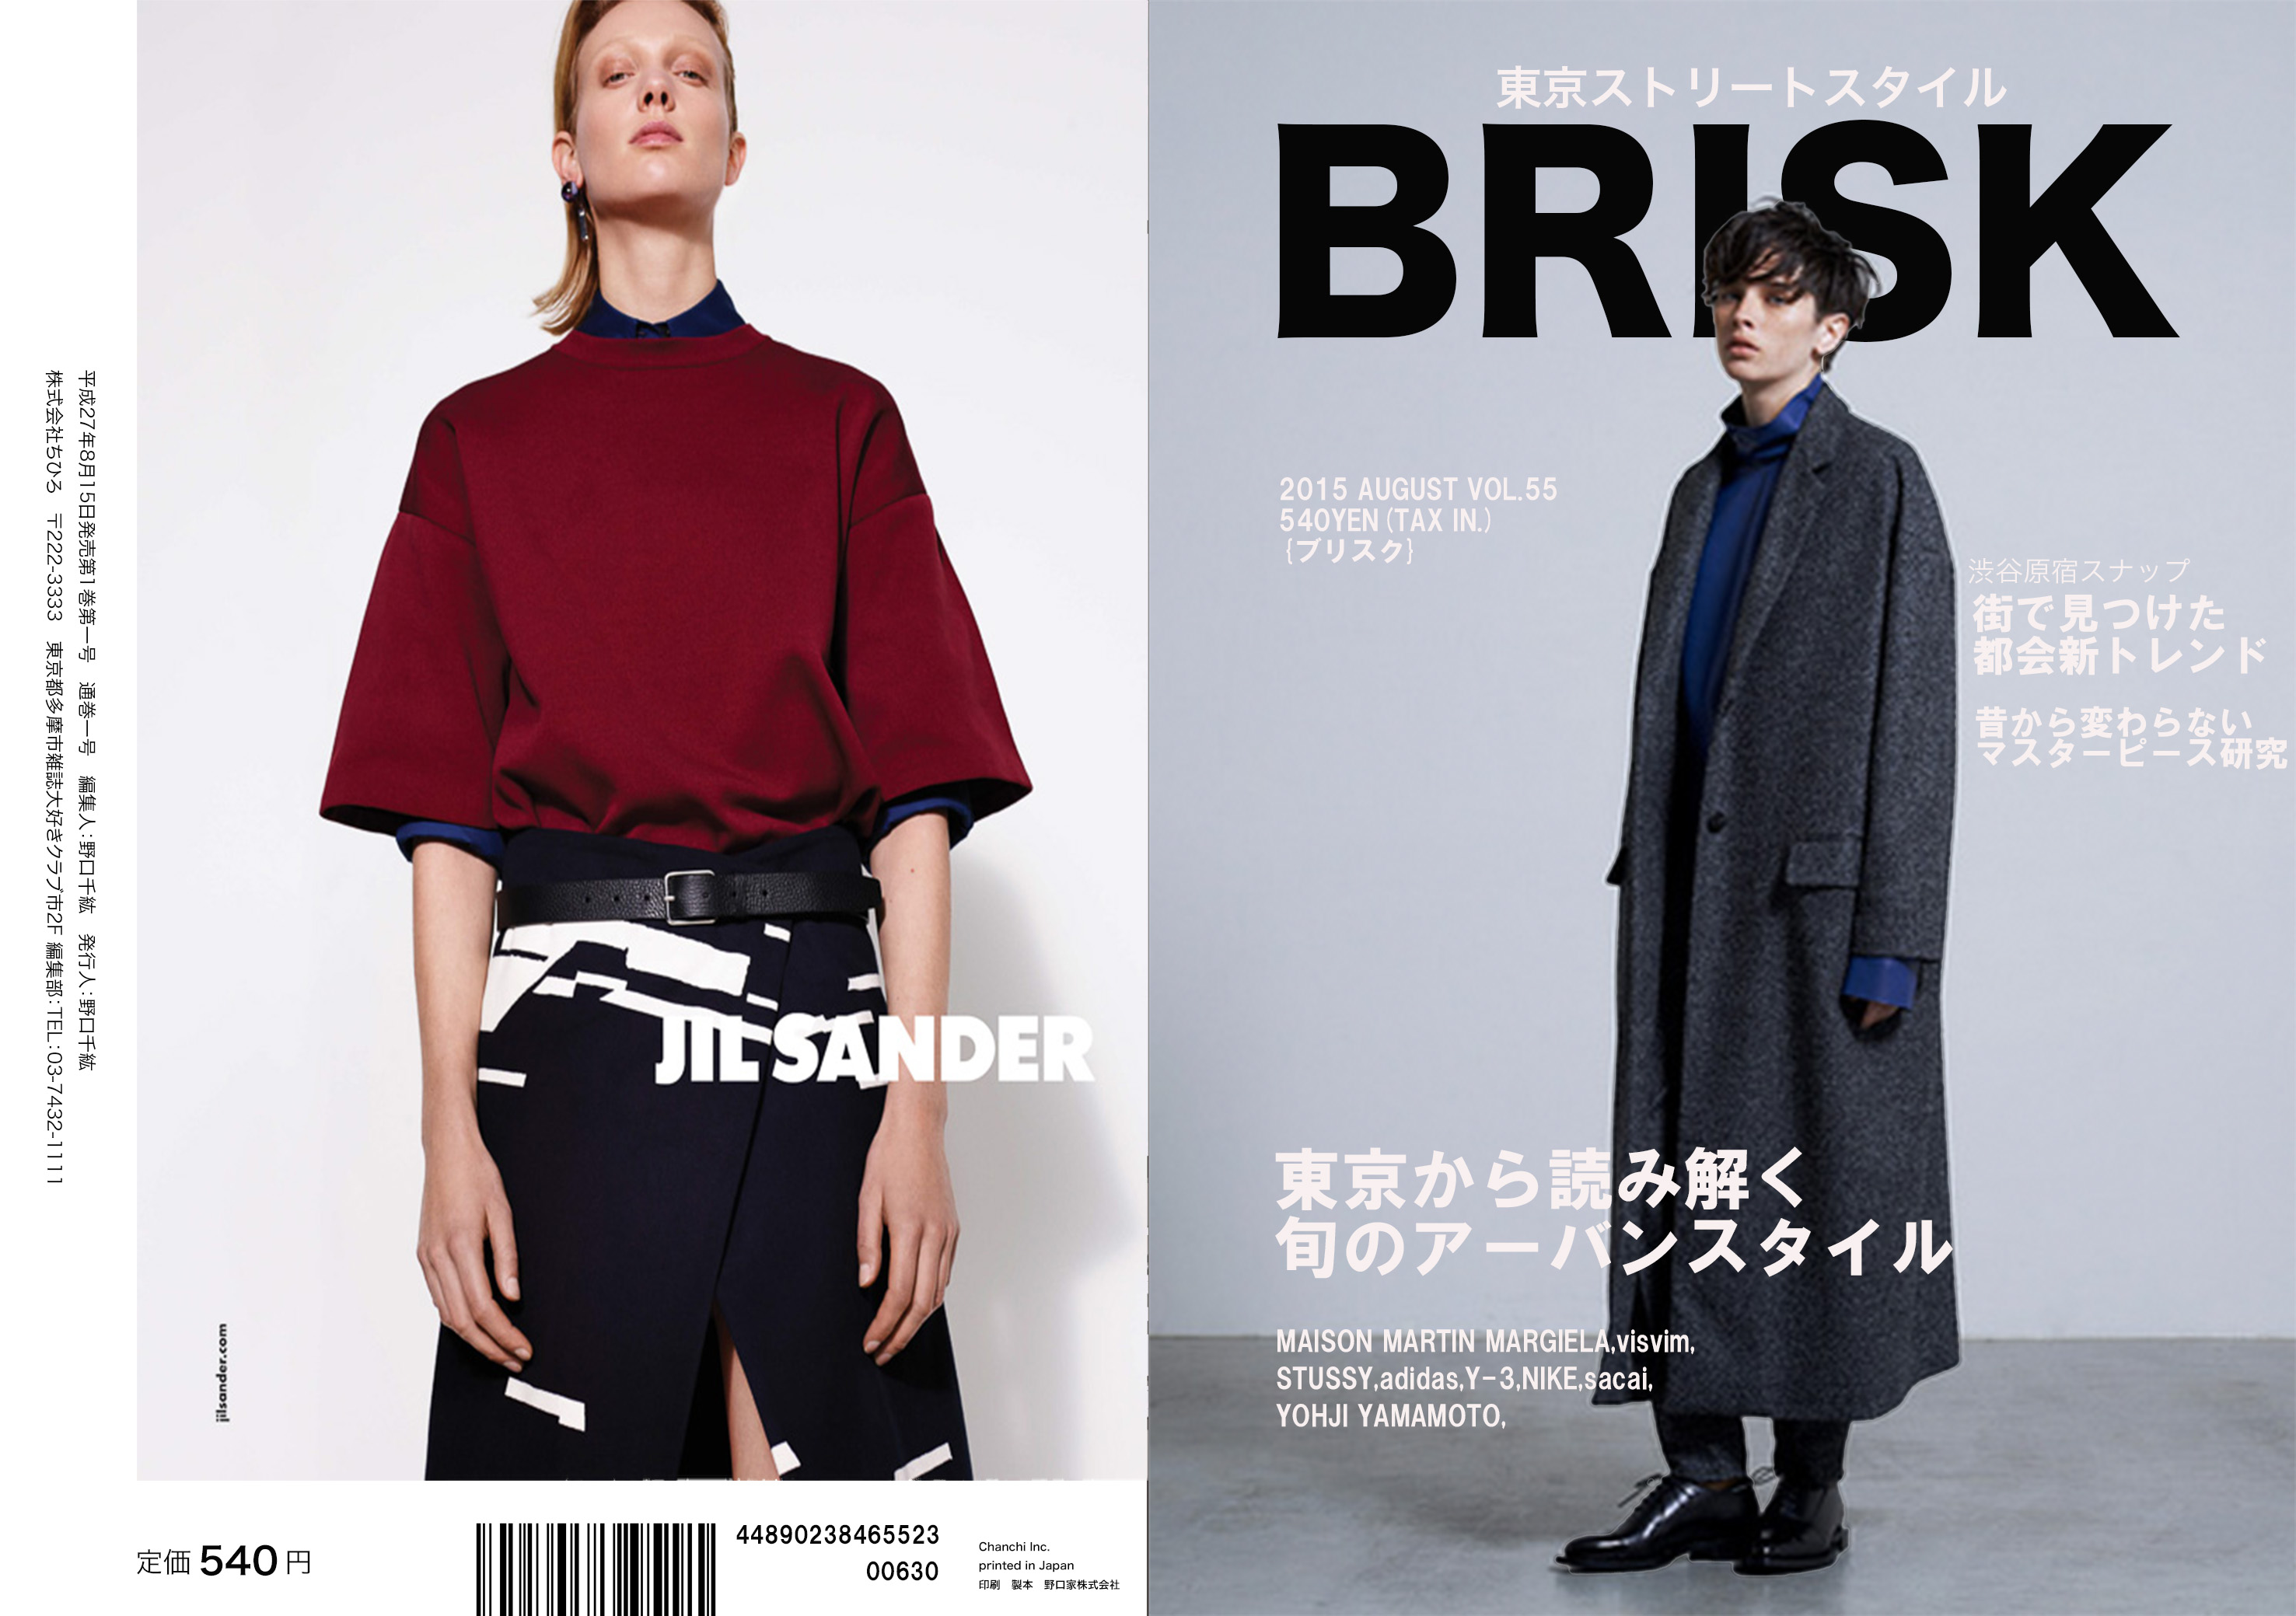 東京ストリートスタイル
BRISK
2015 AUGUST VOL.55
540YEN(TAX IN.)
{ブリスク}
渋谷原宿スナップ
街で見つけた
都会新トレンド
昔から変わらない
マスターピース研究
東京から読み解く
旬のアーバンスタイル
MAISON MARTIN MARGIELA,visvim,
STUSSY,adidas,Y-3,NIKE,sacai,
YOHJI YAMAMOTO,
平成27年8月15日発売第1巻第一号　通巻一号　編集人:野口千紘　発行人:野口千紘
株式会社ちひろ　〒222-3333　東京都多摩市雑誌大好きクラブ市2F 編集部:TEL:03-7432-1111
JIL SANDER
jilsander.com
定価 540 円
44890238465523
00630
Chanchi Inc.
printed in Japan
印刷　製本　野口家株式会社